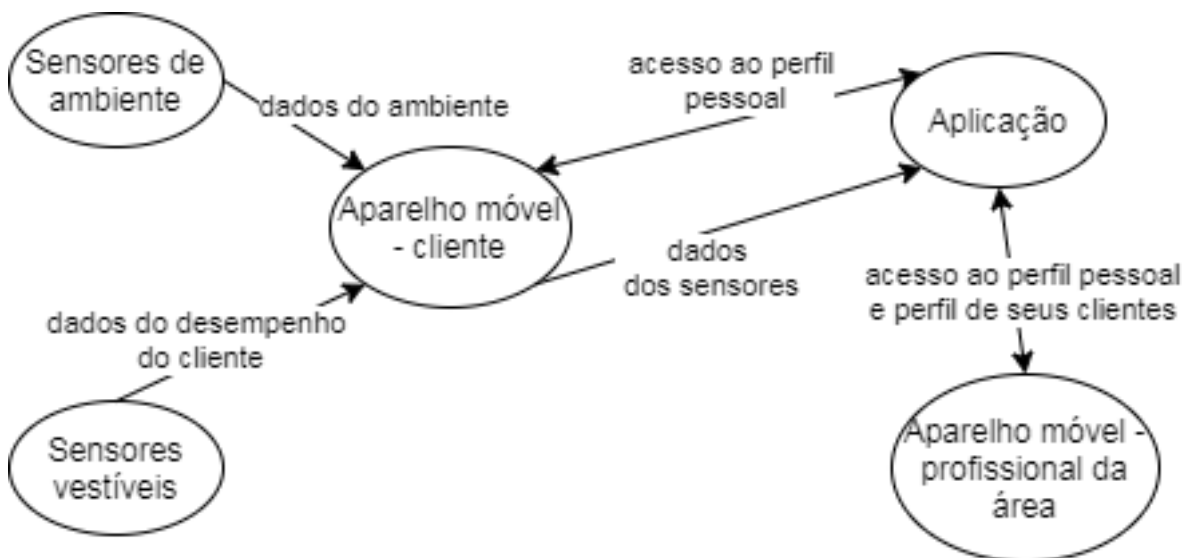 Sensores de
ambiente
dados do ambiente
acesso ao perfil
pessoal
Aplicação
Aparelho móvel
- cliente
dados
dos sensores
acesso ao perfil pessoal
e perfil de seus clientes
dados do desempenho
do cliente
Sensores
vestíveis
Aparelho móvel -
profissional da
área